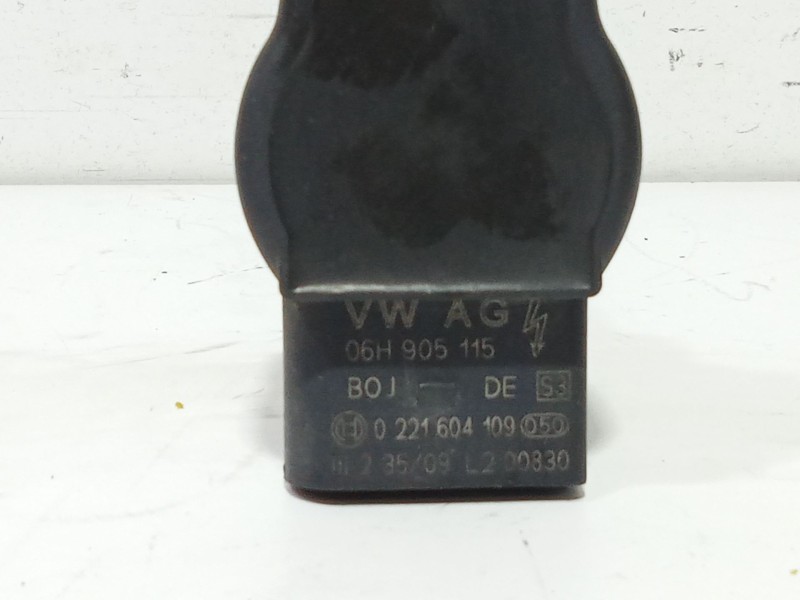 VW AG
06H 905 115
BOJ — DE S3
0 221 604 109 050
2 35/09 L2 00830